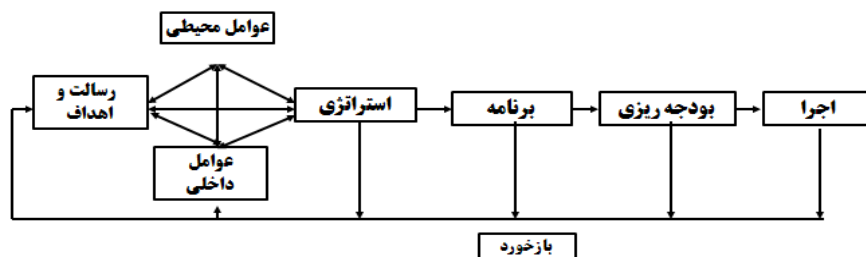 عوامل محیطی
رسالت و
اهداف
استراتژی
برنامه
بودجه ریزی
اجرا
عوامل
داخلی
بازخورد